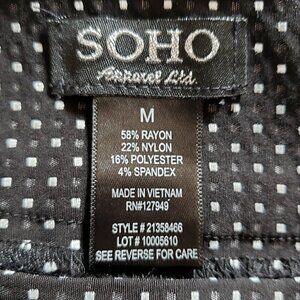 SOHO
Apparel Ltd.
M
58% RAYON
22% NYLON
16% POLYESTER
4% SPANDEX
MADE IN VIETNAM
RN#127949
STYLE # 21358466
LOT # 10005610
SEE REVERSE FOR CARE